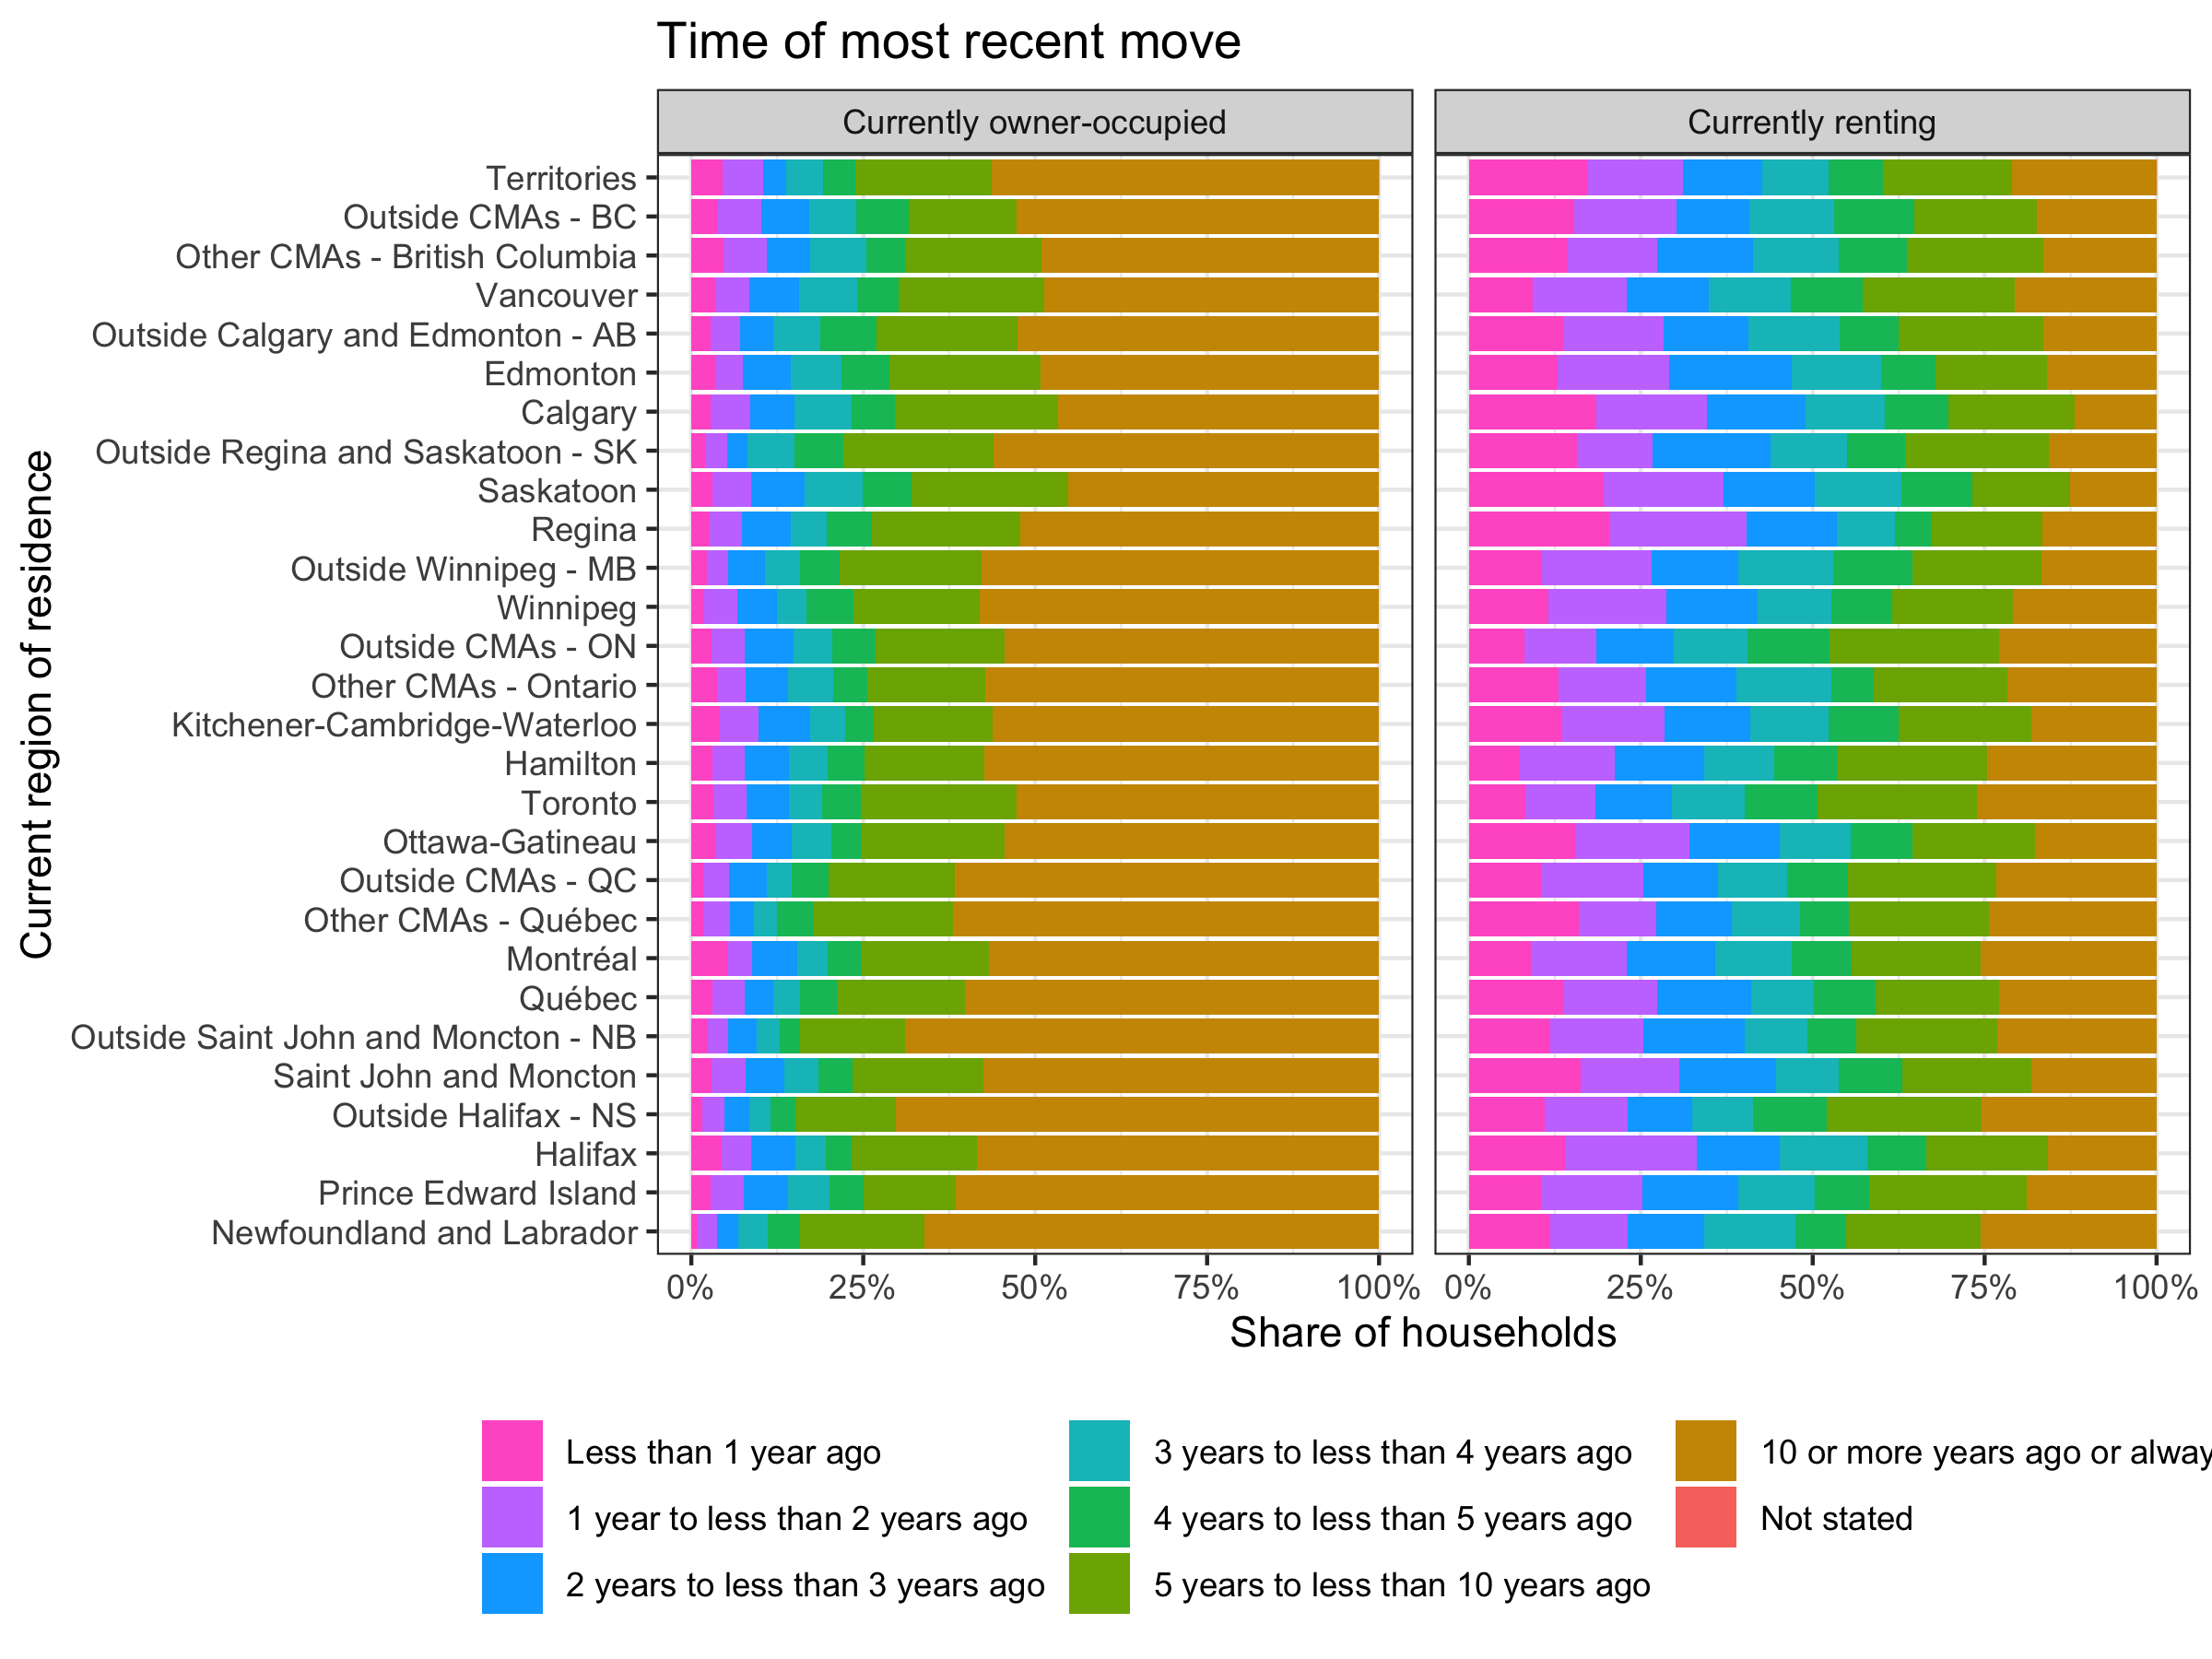 Time of most recent move
Currently owner-occupied
Currently renting
Current region of residence
Territories
Outside CMAs - BC
Other CMAs - British Columbia
Vancouver
Outside Calgary and Edmonton - AB
Edmonton
Calgary
Outside Regina and Saskatoon - SK
Saskatoon
Regina
Outside Winnipeg - MB
Winnipeg
Outside CMAs - ON
Other CMAs - Ontario
Kitchener-Cambridge-Waterloo
Hamilton
Toronto
Ottawa-Gatineau
Outside CMAs - QC
Other CMAs - Québec
Montréal
Québec
Outside Saint John and Moncton - NB
Saint John and Moncton
Outside Halifax - NS
Halifax
Prince Edward Island
Newfoundland and Labrador
0% 25% 50% 75% 100%
0% 25% 50% 75% 100%
Share of households
Less than 1 year ago
1 year to less than 2 years ago
2 years to less than 3 years ago
3 years to less than 4 years ago
4 years to less than 5 years ago
5 years to less than 10 years ago
10 or more years ago or alway
Not stated